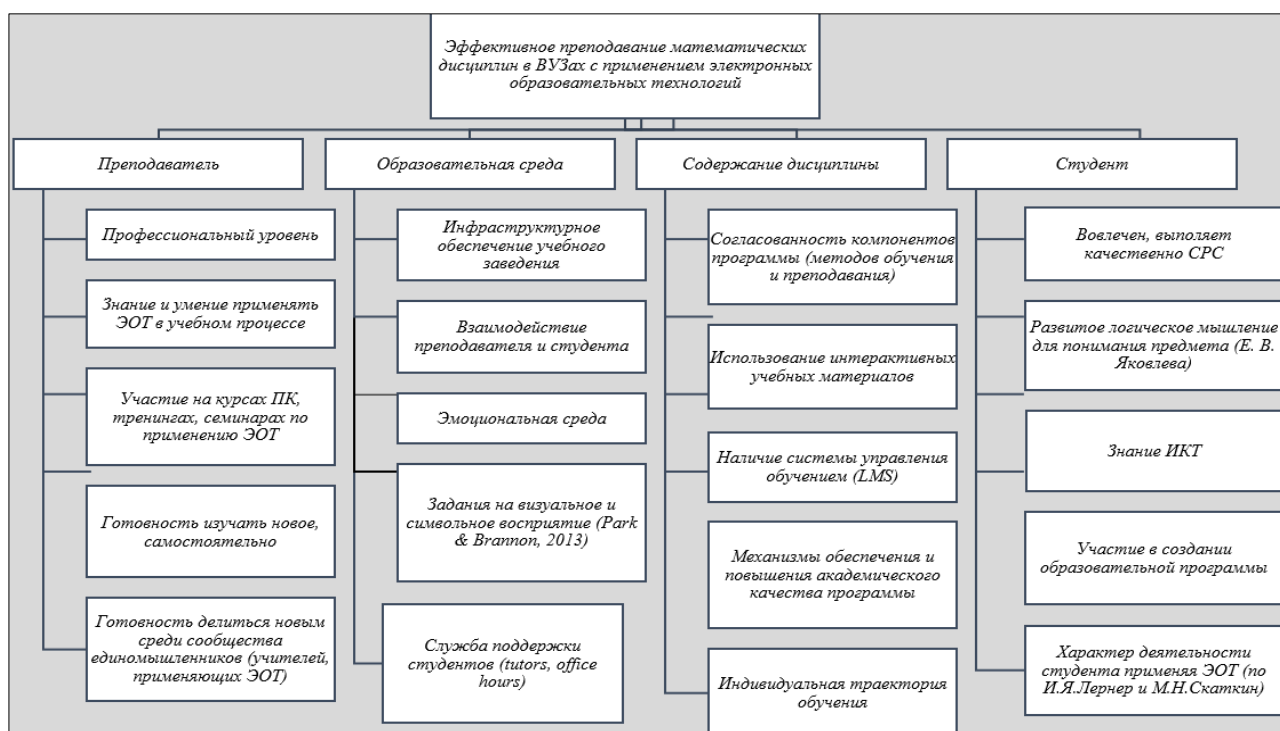 Эффективное преподавание математических
дисциплин в ВУЗах с применением электронных
образовательных технологий
Преподаватель
Профессиональный уровень
Знание и умение применять
ЭОТ в учебном процессе
Участие на курсах ПК,
тренингах, семинарах по
применению ЭОТ
Готовность изучать новое,
самостоятельно
Готовность делиться новым
среди сообщества
единомышленников (учителей,
применяющих ЭОТ)
Образовательная среда
Инфраструктурное
обеспечение учебного
заведения
Взаимодействие
преподавателя и студента
Эмоциональная среда
Задания на визуальное и
символьное восприятие (Park
& Brannon, 2013)
Служба поддержки
студентов (tutors, office
hours)
Содержание дисциплины
Согласованность компонентов
программы (методов обучения
и преподавания)
Использование интерактивных
учебных материалов
Наличие системы управления
обучением (LMS)
Механизмы обеспечения и
повышения академического
качества программы
Индивидуальная траектория
обучения
Студент
Вовлечен, выполяет
качественно СРС
Развитое логическое мышление
для понимания предмета (Е. В.
Яковлева)
Знание ИКТ
Участие в создании
образовательной программы
Характер деятельности
студента применяя ЭОТ (по
И.Я.Лернер и М.Н.Скаткин)